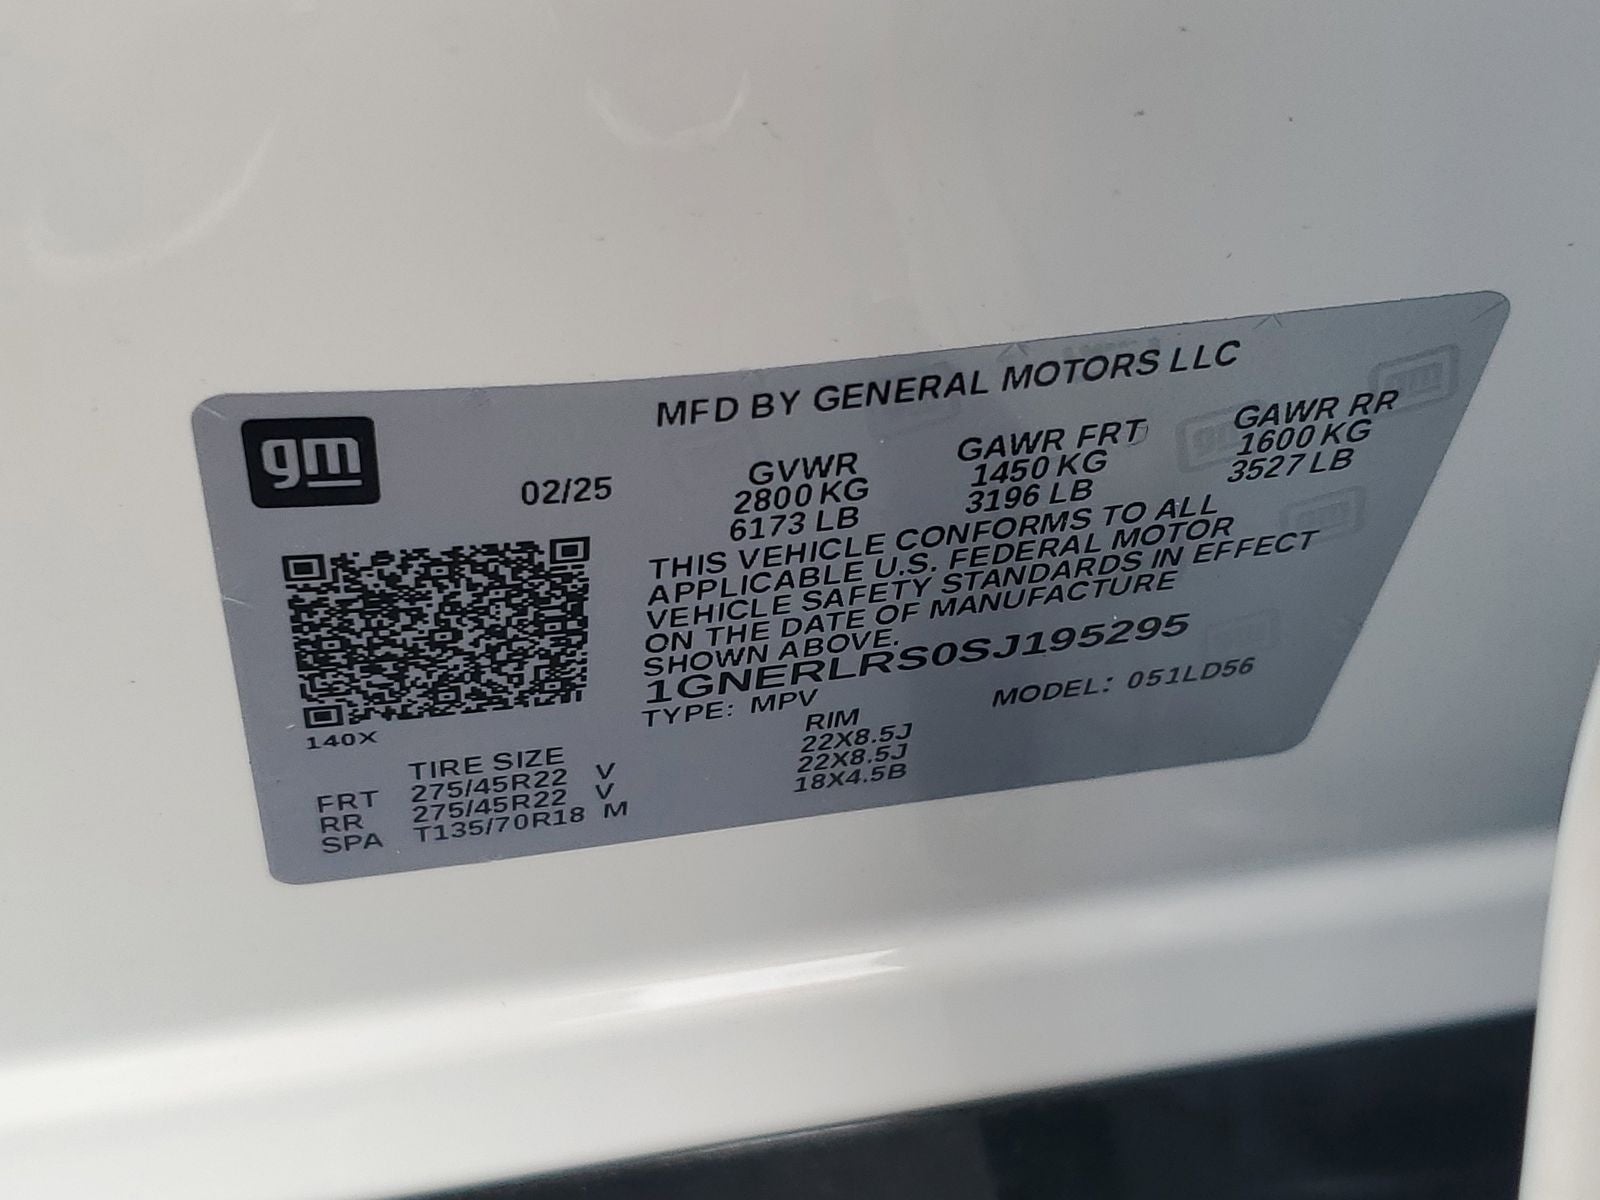 MFD BY GENERAL MOTORS LLC
gm
02/25
GVWR
2800 KG
6173 LB
GAWR FRT
1450 KG
3196 LB
GAWR RR
1600 KG
3527 LB
THIS VEHICLE CONFORMS TO ALL
APPLICABLE U.S. FEDERAL MOTOR
VEHICLE SAFETY STANDARDS IN EFFECT
ON THE DATE OF MANUFACTURE
SHOWN ABOVE.
1GNERLRS0SJ195295
TYPE: MPV
MODEL: 051LD56
140X
TIRE SIZE
RIM
FRT 275/45R22 V 22X8.5J
RR 275/45R22 V 22X8.5J
SPA T135/70R18 M 18X4.5B